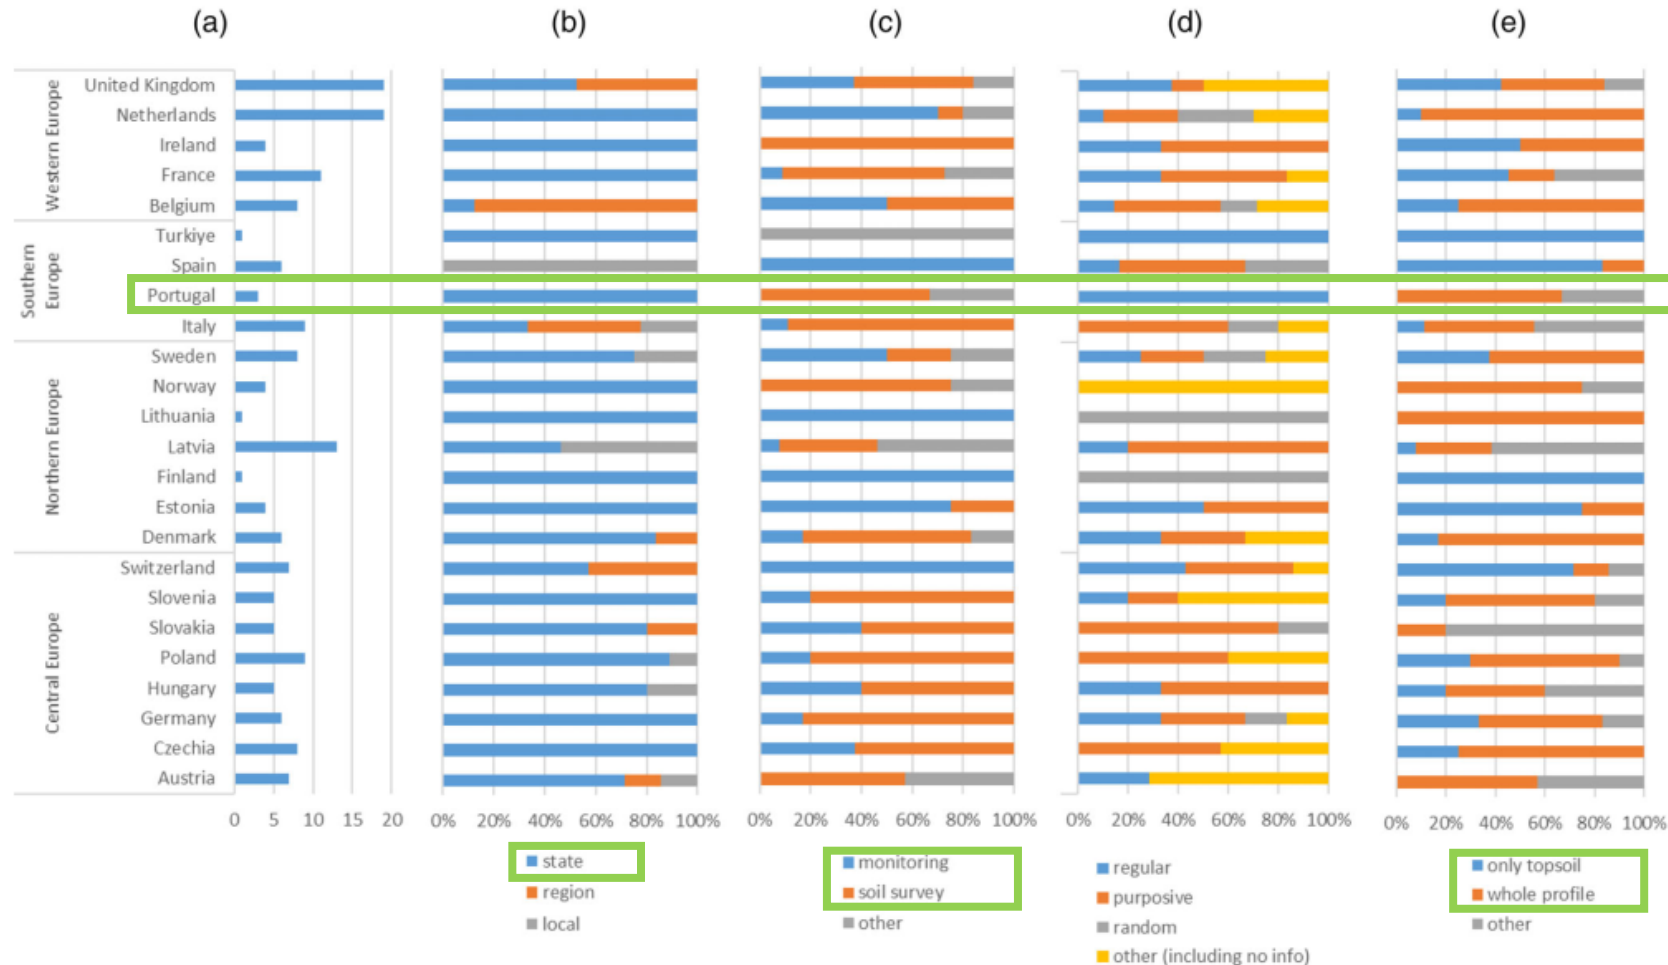 (a) (b) (c) (d) (e)
Western Europe
United Kingdom
Netherlands
Ireland
France
Belgium
Southern
Europe
Turkiye
Spain
Portugal
Italy
Northern Europe
Sweden
Norway
Lithuania
Latvia
Finland
Estonia
Denmark
Central Europe
Switzerland
Slovenia
Slovakia
Poland
Hungary
Germany
Czechia
Austria
0 5 10 15 20
0% 20% 40% 60% 80% 100%
0% 20% 40% 60% 80% 100%
0% 20% 40% 60% 80% 100%
0% 20% 40% 60% 80% 100%
state
region
local
monitoring
soil survey
other
regular
purposive
random
other (including no info)
only topsoil
whole profile
other